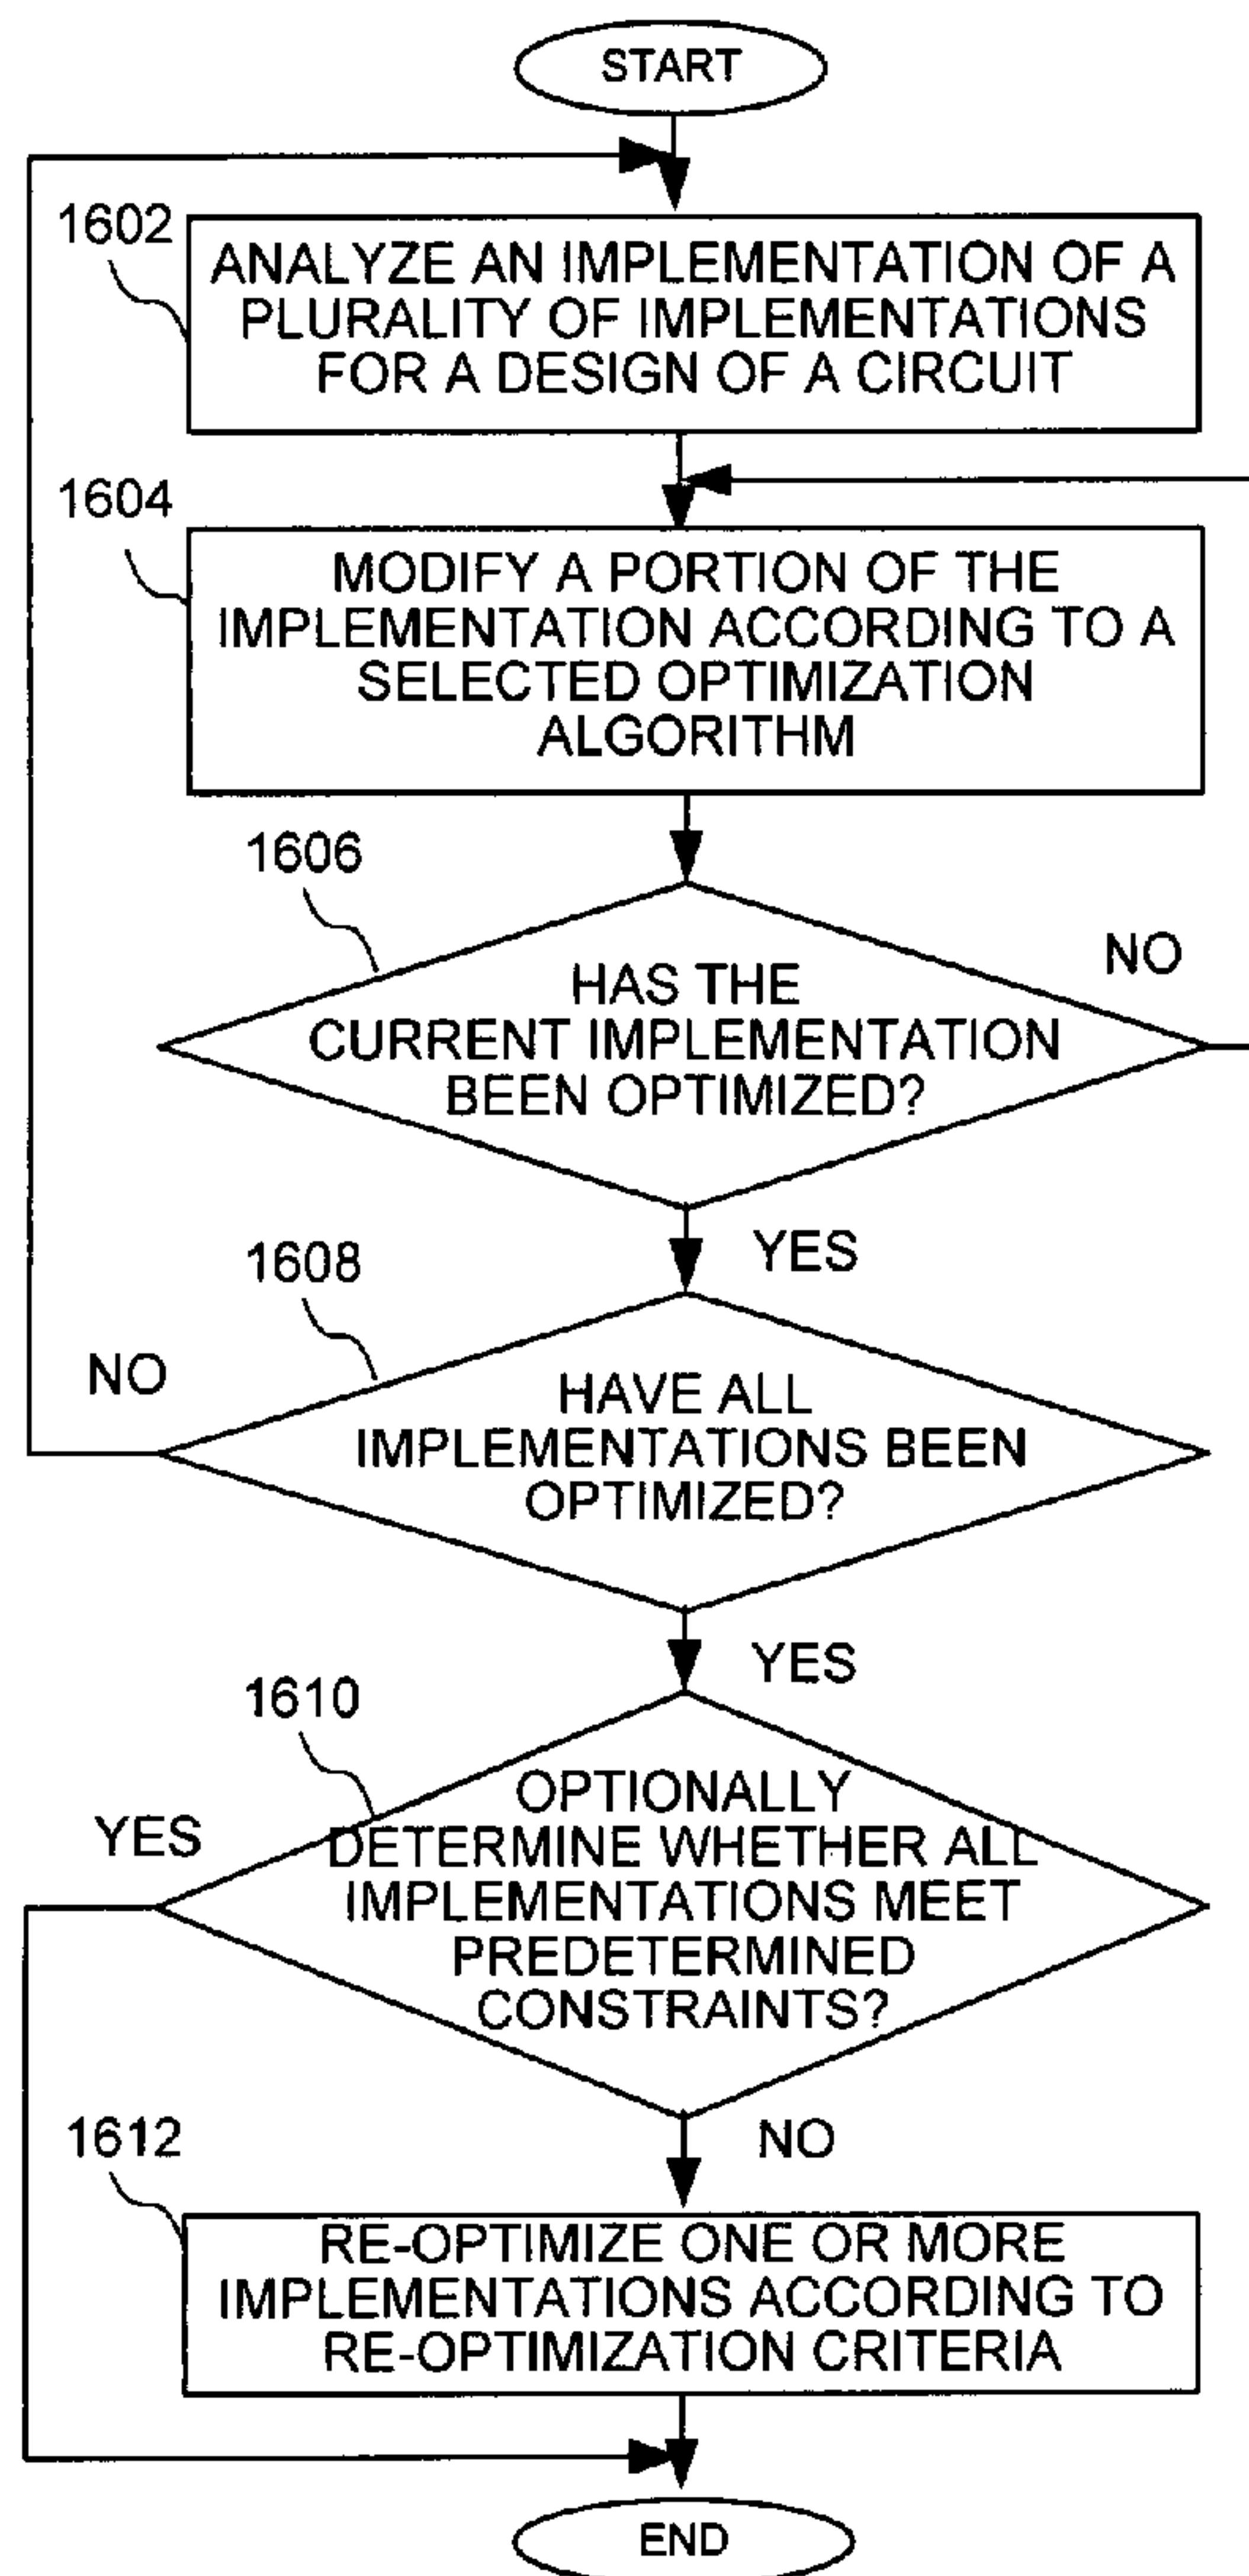 START
1602
ANALYZE AN IMPLEMENTATION OF A
PLURALITY OF IMPLEMENTATIONS
FOR A DESIGN OF A CIRCUIT
1604
MODIFY A PORTION OF THE
IMPLEMENTATION ACCORDING TO A
SELECTED OPTIMIZATION
ALGORITHM
1606
HAS THE
CURRENT IMPLEMENTATION
BEEN OPTIMIZED?
NO
YES
1608
HAVE ALL
IMPLEMENTATIONS BEEN
OPTIMIZED?
NO
YES
1610
OPTIONALLY
DETERMINE WHETHER ALL
IMPLEMENTATIONS MEET
PREDETERMINED
CONSTRAINTS?
YES
NO
1612
RE-OPTIMIZE ONE OR MORE
IMPLEMENTATIONS ACCORDING TO
RE-OPTIMIZATION CRITERIA
END